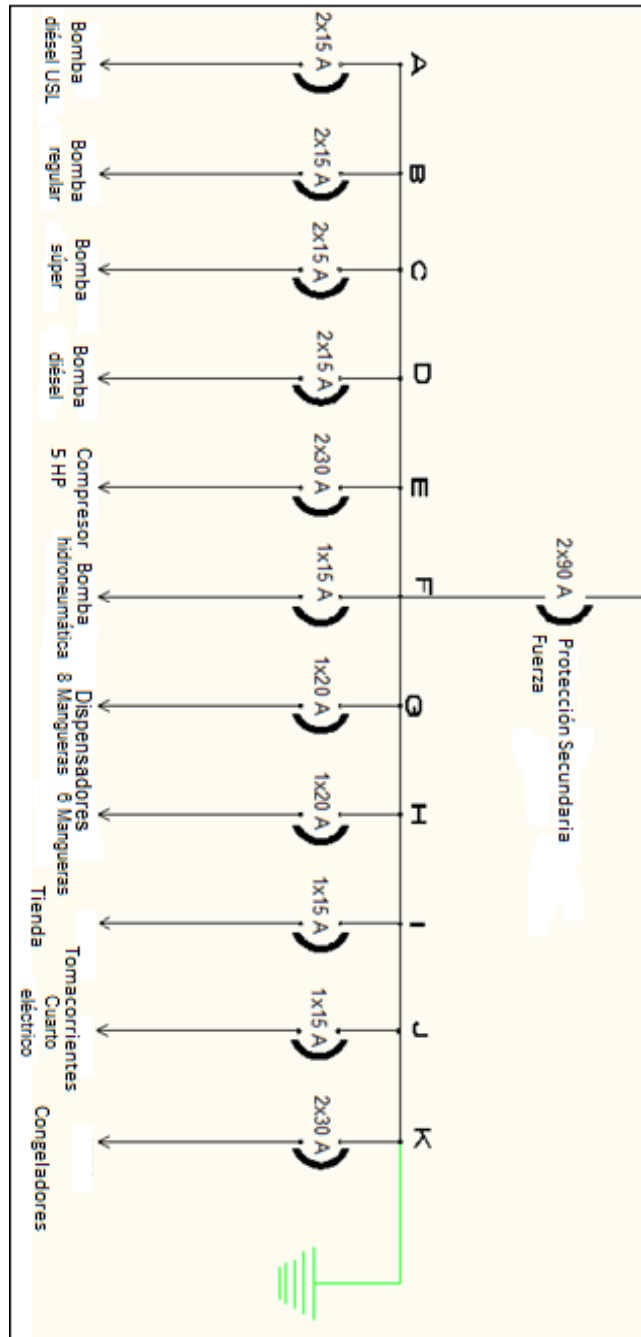 2x90 A
Protección Secundaria
Fuerza
A
B
C
D
E
F
G
H
I
J
K
2x15 A
2x15 A
2x15 A
2x15 A
2x30 A
1x15 A
1x20 A
1x20 A
1x15 A
1x15 A
2x30 A
Bomba
diésel USL
Bomba
regular
Bomba
súper
Bomba
diésel
Compresor
5 HP
Bomba
hidroneumática
Dispensadores
8 Mangueras
6 Mangueras
Tomacorrientes
Tienda
Cuarto
eléctrico
Congeladores